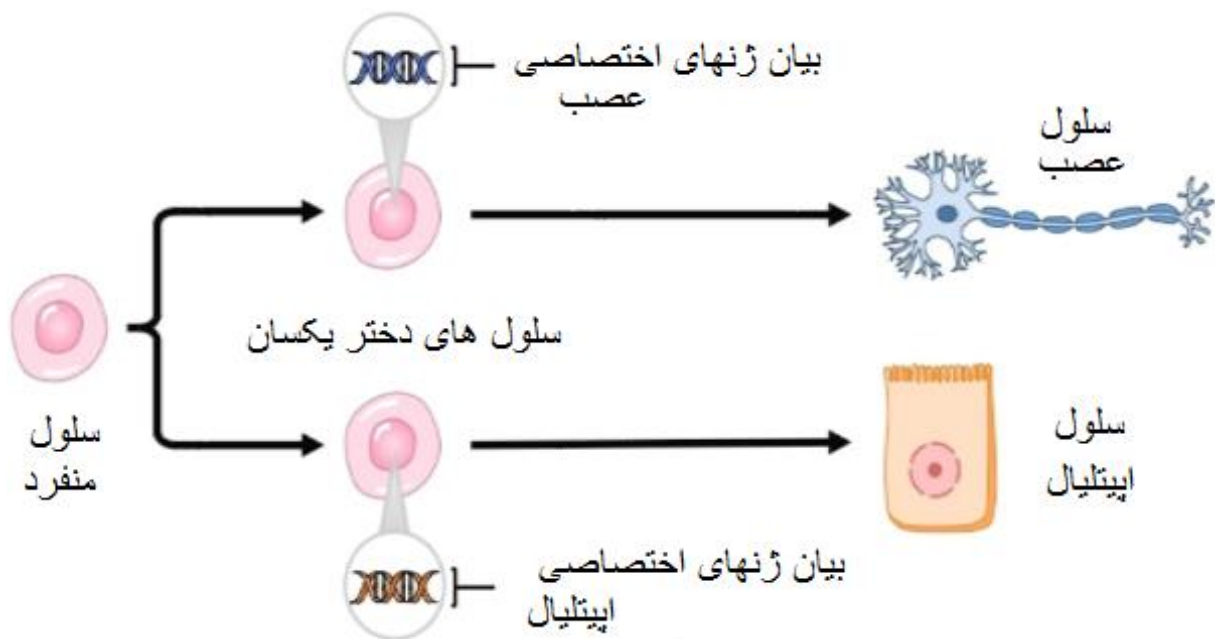 بیان ژنهای اختصاصی
عصب
سلول
عصب
سلول های دختر یکسان
سلول
منفرد
سلول
اپیتلیال
بیان ژنهای اختصاصی
اپیتلیال